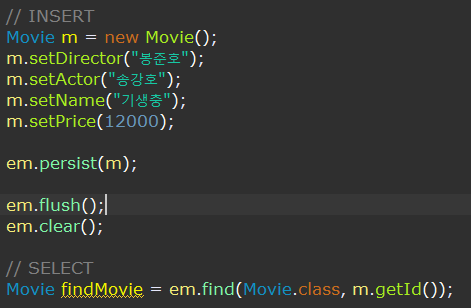 // INSERT
Movie m = new Movie();
m.setDirector("봉준호");
m.setActor("송강호");
m.setName("기생충");
m.setPrice(12000);
em.persist(m);
em.flush();
em.clear();
// SELECT
Movie findMovie = em.find(Movie.class, m.getId());